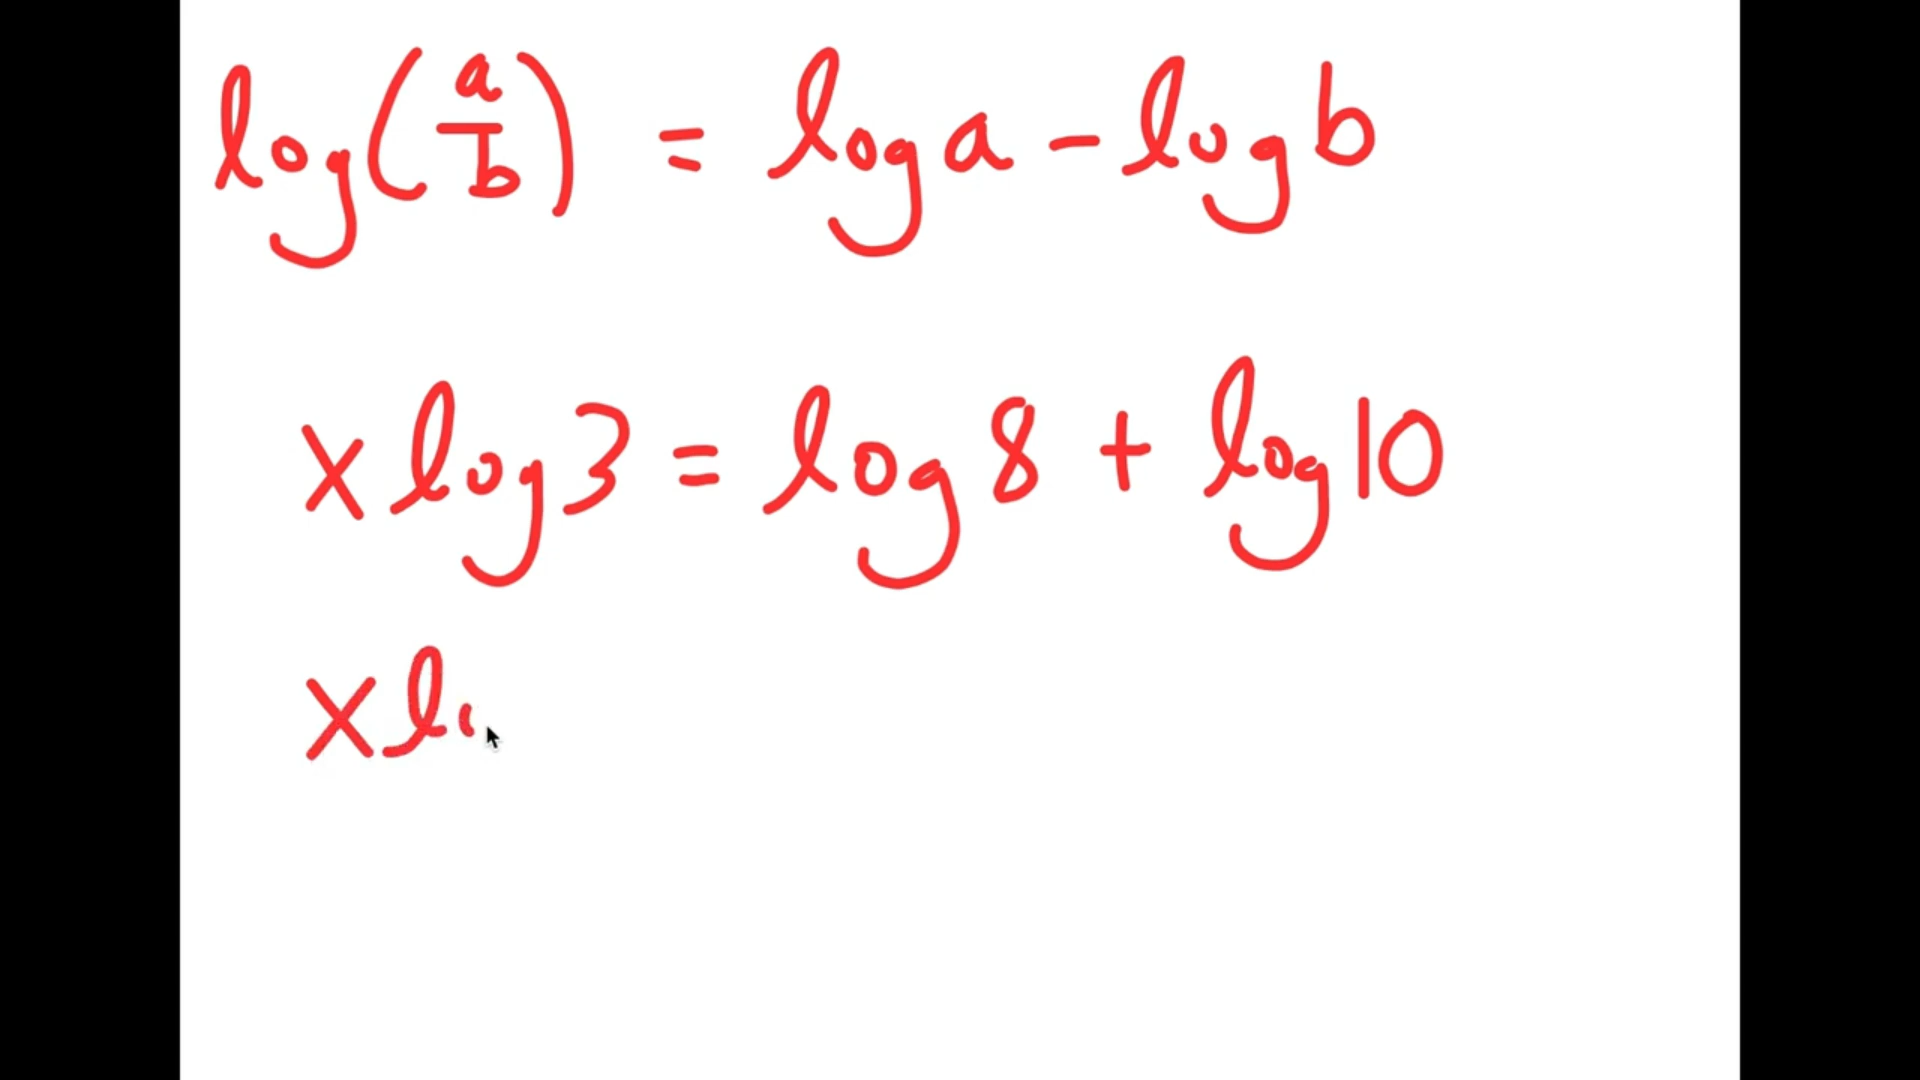 log(a/b) = log a - log b
x log 3 = log 8 + log 10
x l